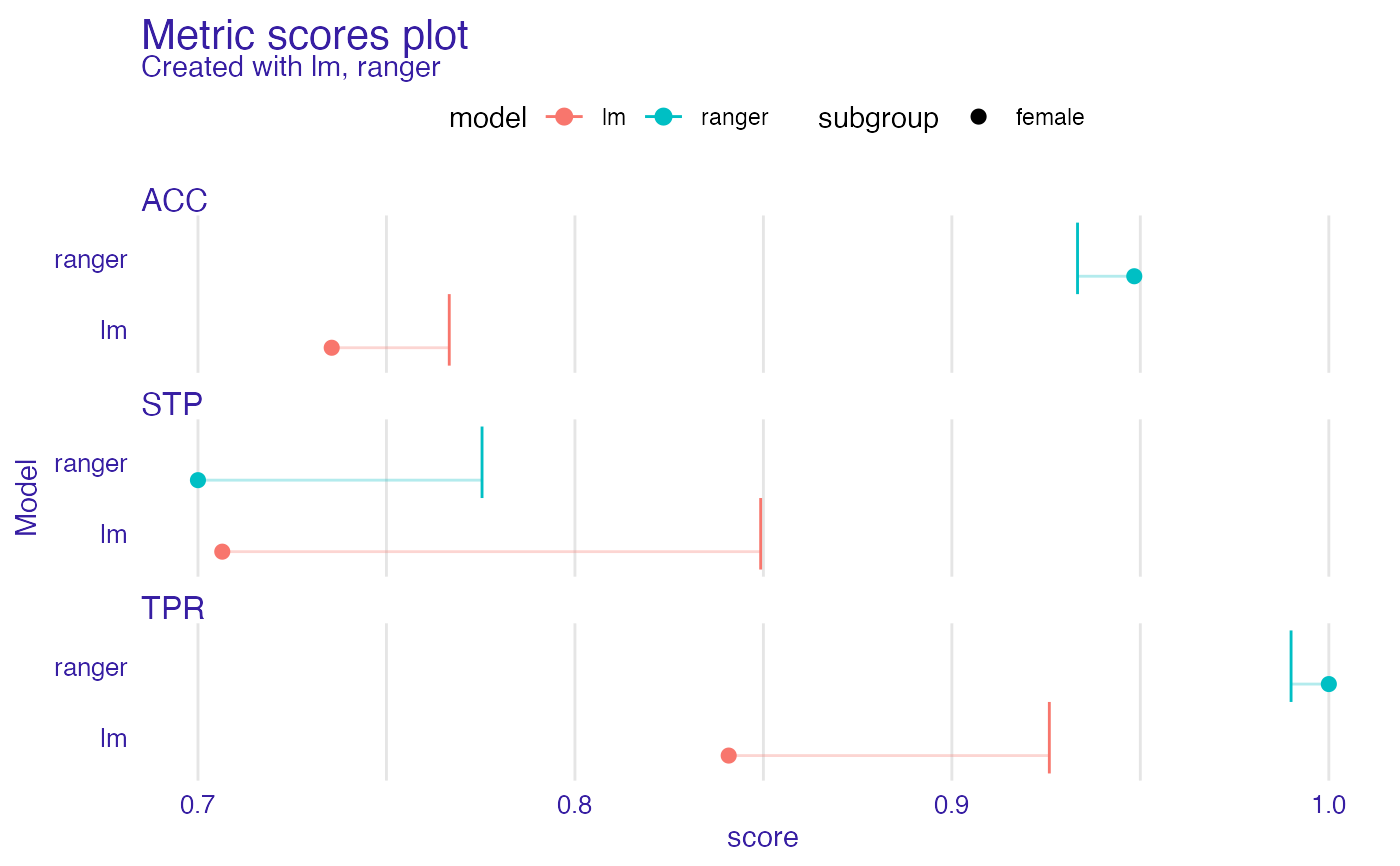 Metric scores plot
Created with lm, ranger
model lm ranger subgroup female
ACC
ranger
lm
STP
ranger
lm
TPR
ranger
lm
Model
0.7 0.8 0.9 1.0
score